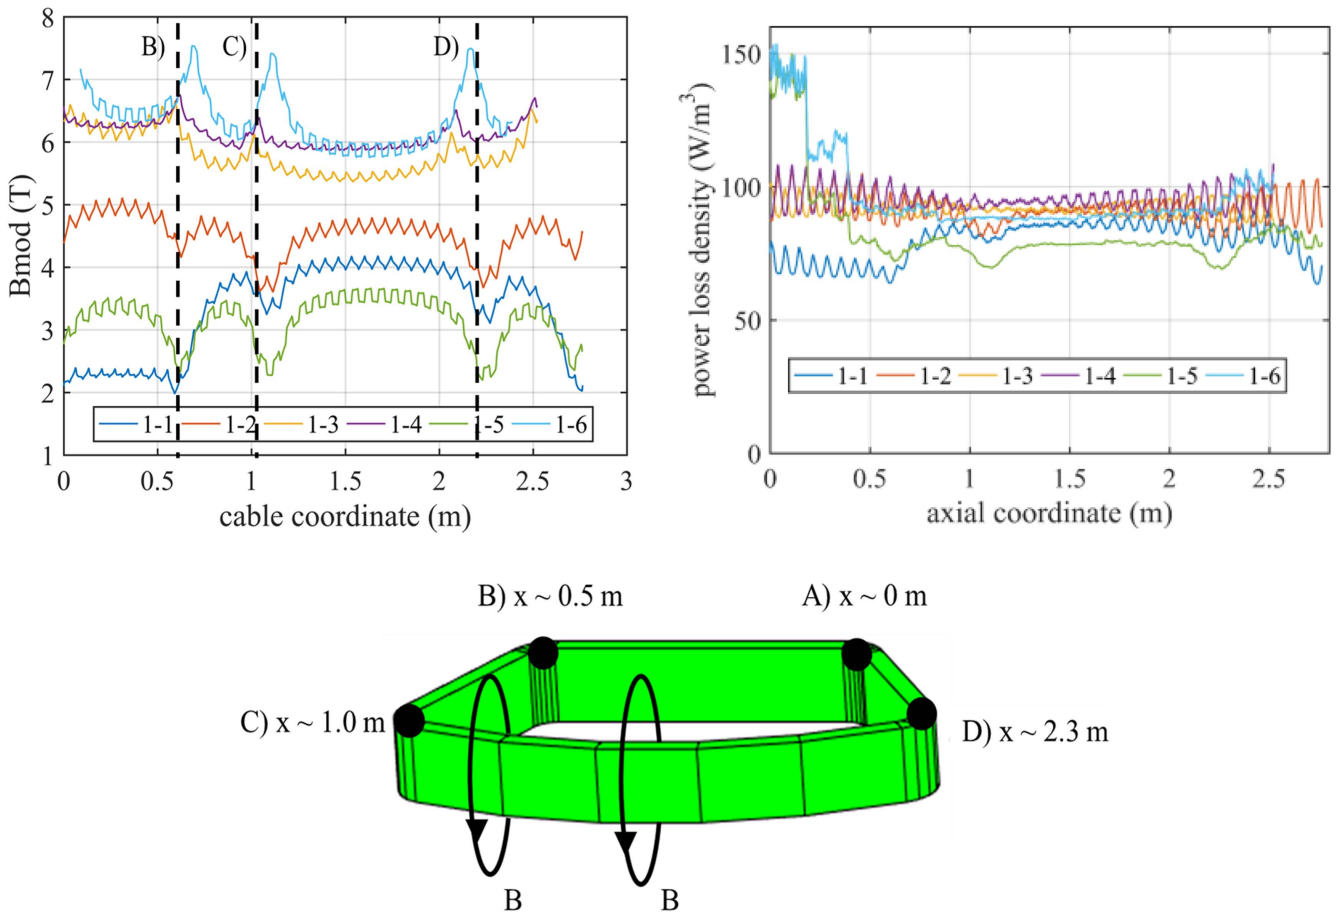 8
7
6
5
4
3
2
1
Bmod (T)
B)
C)
D)
1-1 1-2 1-3 1-4 1-5 1-6
0 0.5 1 1.5 2 2.5 3
cable coordinate (m)
150
100
50
0
power loss density (W/m³)
1-1 1-2 1-3 1-4 1-5 1-6
0 0.5 1 1.5 2 2.5
axial coordinate (m)
B) x ~ 0.5 m
A) x ~ 0 m
C) x ~ 1.0 m
D) x ~ 2.3 m
B
B